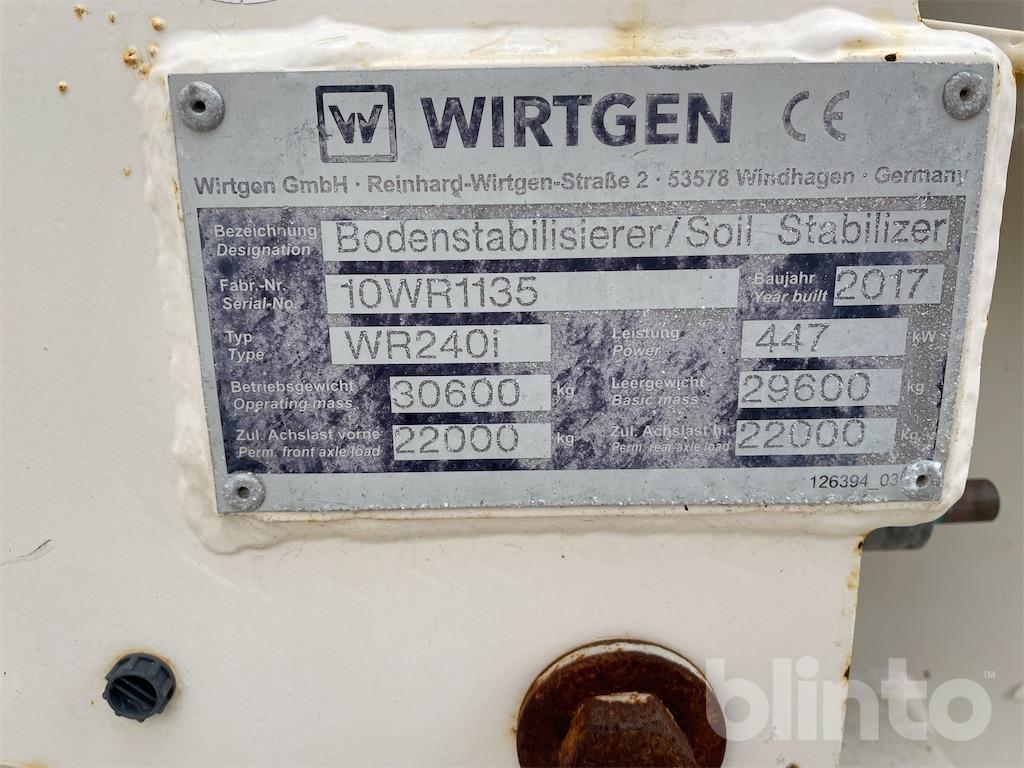 W WIRTGEN CE
Wirtgen GmbH · Reinhard-Wirtgen-Straße 2 · 53578 Windhagen · Germany
Bezeichnung
Designation
Bodenstabilisierer/Soil Stabilizer
Fabr.-Nr.
Serial-No.
10WR1135
Baujahr
Year built
2017
Typ
Type
WR240i
Leistung
Power
447 kW
Betriebsgewicht
Operating mass
30600 kg
Leergewicht
Basic mass
29600 kg
Zul. Achslast vorne
Perm. front axle load
22000 kg
Zul. Achslast hi.
Perm. rear axle load
22000 kg
blinto™